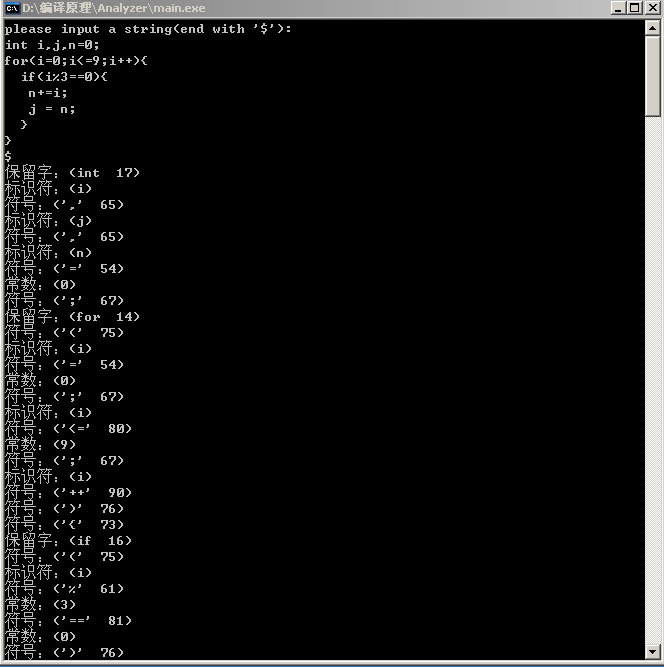 D:\编译原理\Analyzer\main.exe
please input a string(end with '$'):
int i,j,n=0;
for(i=0;i<=9;i++){
  if(i%3==0){
   n+=i;
   j = n;
  }
}
$
保留字：(int  17)
标识符：(i)
符号：(','  65)
标识符：(j)
符号：(','  65)
标识符：(n)
符号：('='  54)
常数：(0)
符号：(';'  67)
保留字：(for  14)
符号：('('  75)
标识符：(i)
符号：('='  54)
常数：(0)
符号：(';'  67)
标识符：(i)
符号：('<='  80)
常数：(9)
符号：(';'  67)
标识符：(i)
符号：('++'  90)
符号：(')'  76)
符号：('{'  73)
保留字：(if  16)
符号：('('  75)
标识符：(i)
符号：('%'  61)
常数：(3)
符号：('=='  81)
常数：(0)
符号：(')'  76)